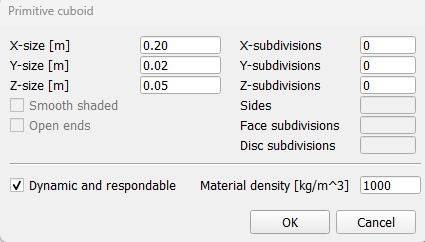 Primitive cuboid
X-size [m] 0.20 X-subdivisions 0
Y-size [m] 0.02 Y-subdivisions 0
Z-size [m] 0.05 Z-subdivisions 0
Smooth shaded Sides
Open ends Face subdivisions
Disc subdivisions
Dynamic and respondable Material density [kg/m^3] 1000
OK Cancel